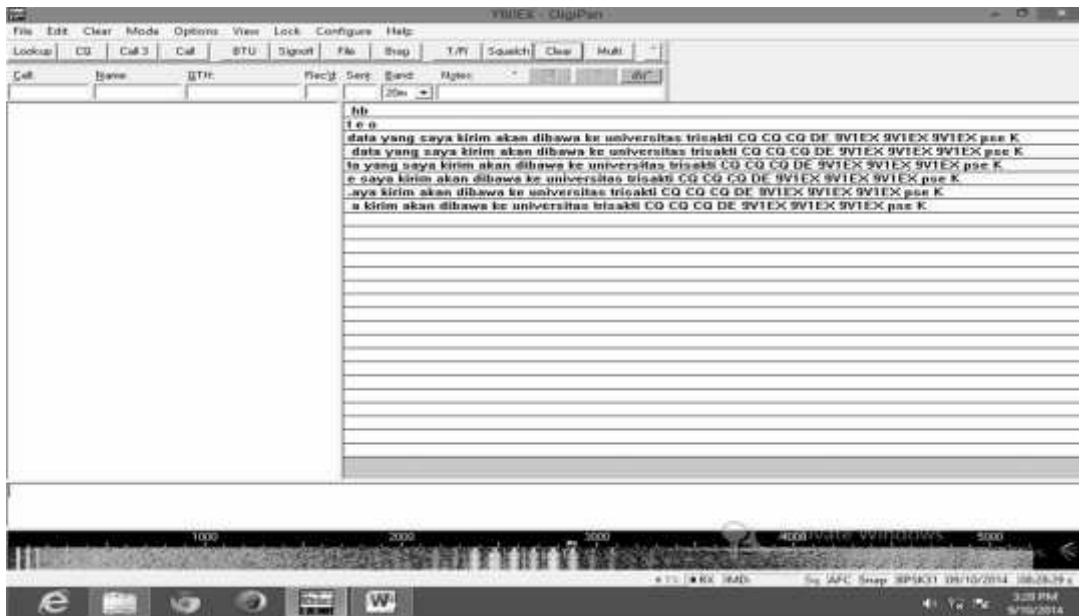 DigiPan
File Edit Clear Mode Options View Lock Configure Help
Lookup CQ Call 3 Call BTU Signoff File Brag T/R Squelch Clear Multi
Call: Name: QTH: Rec'd: Sent: Band: Notes:
20m
hb
t e o
data yang saya kirim akan dibawa ke universitas trisakti CQ CQ CQ DE 9V1EX 9V1EX 9V1EX pse K
data yang saya kirim akan dibawa ke universitas trisakti CQ CQ CQ DE 9V1EX 9V1EX 9V1EX pse K
ta yang saya kirim akan dibawa ke universitas trisakti CQ CQ CQ DE 9V1EX 9V1EX 9V1EX pse K
e saya kirim akan dibawa ke universitas trisakti CQ CQ CQ DE 9V1EX 9V1EX 9V1EX pse K
.aya kirim akan dibawa ke universitas trisakti CQ CQ CQ DE 9V1EX 9V1EX 9V1EX pse K
a kirim akan dibawa ke universitas trisakti CQ CQ CQ DE 9V1EX 9V1EX 9V1EX pse K
1000 2000 3000 4000 5000
Windows
RX IMD: Sq AFC Snap BPSK31 09/10/2014
3:28 PM